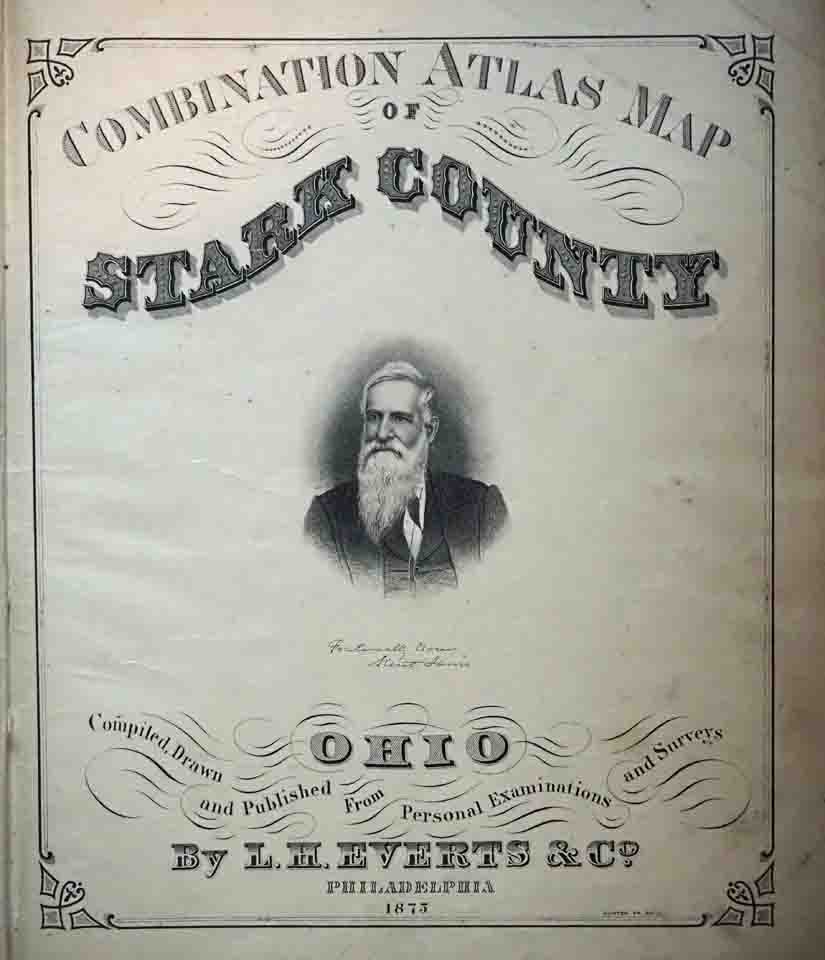 COMBINATION ATLAS MAP
OF
STARK COUNTY
OHIO
Compiled, Drawn and Published From Personal Examinations and Surveys
By L.H. EVERTS & Co.
PHILADELPHIA
1875